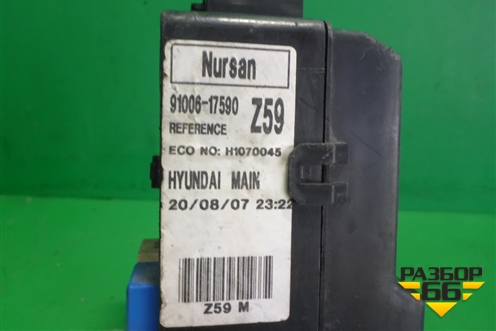 Nursan
91006-17590 Z59
REFERENCE
ECO NO: H1070045
HYUNDAI MAIN
20/08/07 23:22
Z59 M
РАЗБОР
66